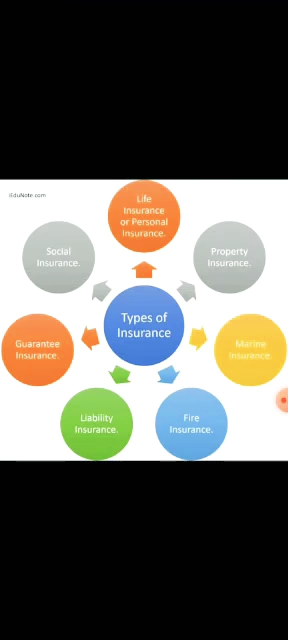 iEduNote.com
Life
Insurance
or Personal
Insurance.
Property
Insurance.
Marine
Insurance.
Fire
Insurance.
Liability
Insurance.
Guarantee
Insurance.
Social
Insurance.
Types of
Insurance